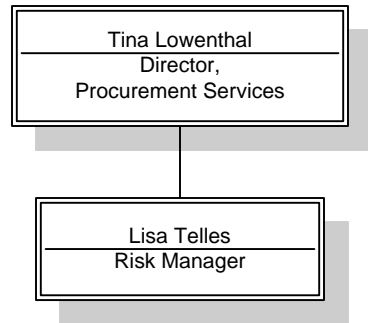 Tina Lowenthal
Director,
Procurement Services
Lisa Telles
Risk Manager